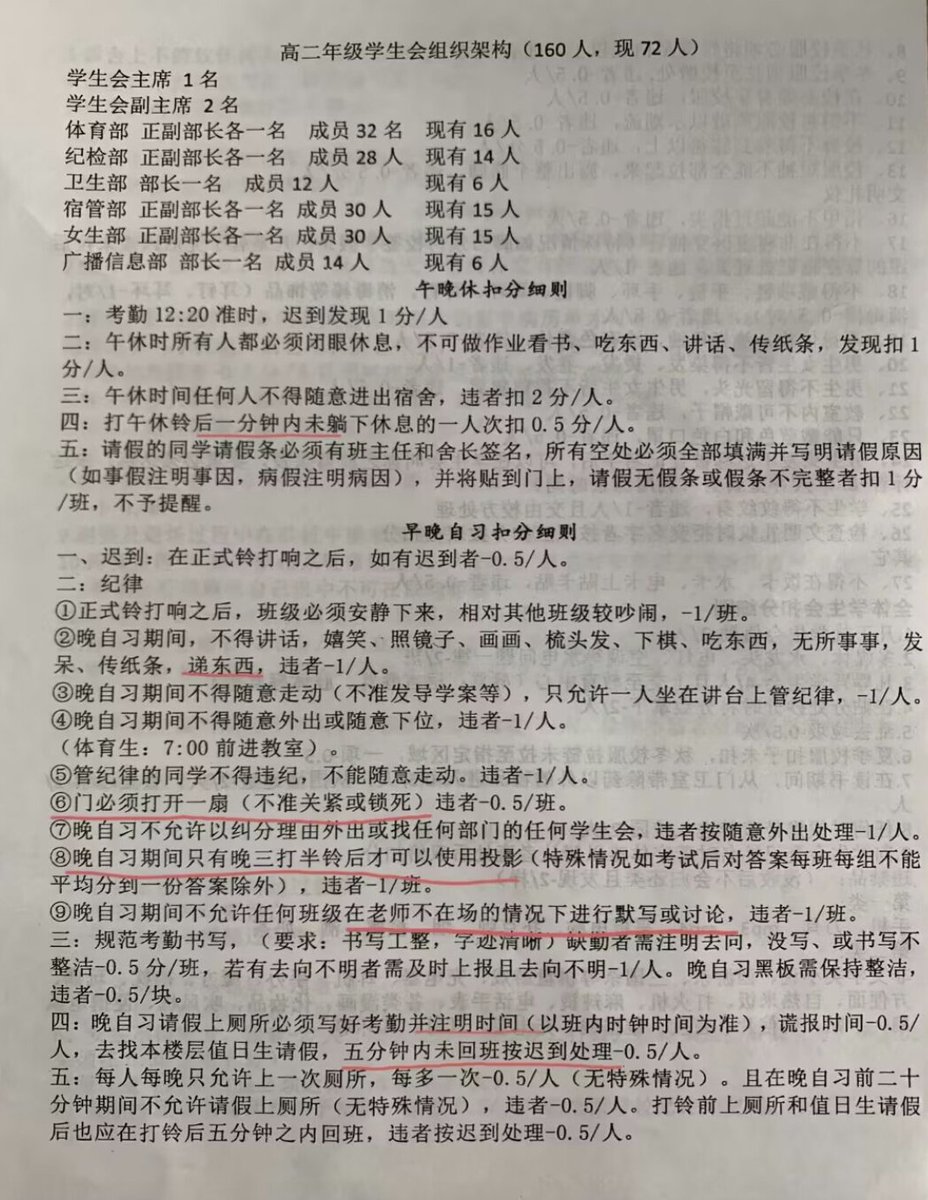 高二年级学生会组织架构（160 人，现 72 人）
学生会主席 1 名
学生会副主席 2 名
体育部 正副部长各一名 成员 32 名 现有 16 人
纪检部 正副部长各一名 成员 28 人 现有 14 人
卫生部 部长一名 成员 12 人 现有 6 人
宿管部 正副部长各一名 成员 30 人 现有 15 人
女生部 正副部长各一名 成员 30 人 现有 15 人
广播信息部 部长一名 成员 14 人 现有 6 人
午晚休扣分细则
一：考勤 12:20 准时，迟到发现 1 分/人
二：午休时所有人都必须闭眼休息，不可做作业看书、吃东西、讲话、传纸条，发现扣 1
分/人。
三：午休时间任何人不得随意进出宿舍，违者扣 2 分/人。
四：打午休铃后一分钟内未躺下休息的一人次扣 0.5 分/人。
五：请假的同学请假条必须有班主任和舍长签名，所有空处必须全部填满并写明请假原因
（如事假注明事因，病假注明病因），并将贴到门上，请假无假条或假条不完整者扣 1 分
/班，不予提醒。
早晚自习扣分细则
一、迟到：在正式铃打响之后，如有迟到者-0.5/人。
二：纪律
①正式铃打响之后，班级必须安静下来，相对其他班级较吵闹，-1/班。
②晚自习期间，不得讲话，嬉笑、照镜子、画画、梳头发、下棋、吃东西，无所事事，发
呆、传纸条，递东西，违者-1/人。
③晚自习期间不得随意走动（不准发导学案等），只允许一人坐在讲台上管纪律，-1/人。
④晚自习期间不得随意外出或随意下位，违者-1/人。
（体育生：7:00 前进教室）。
⑤管纪律的同学不得违纪，不能随意走动。违者-1/人。
⑥门必须打开一扇（不准关紧或锁死）违者-0.5/班。
⑦晚自习不允许以纠分理由外出或找任何部门的任何学生会，违者按随意外出处理-1/人。
⑧晚自习期间只有晚三打半铃后才可以使用投影（特殊情况如考试后对答案每班每组不能
平均分到一份答案除外），违者-1/班。
⑨晚自习期间不允许任何班级在老师不在场的情况下进行默写或讨论，违者-1/班。
三：规范考勤书写，（要求：书写工整，字迹清晰）缺勤者需注明去向，没写、或书写不
整洁-0.5 分/班，若有去向不明者需及时上报且去向不明-1/人。晚自习黑板需保持整洁，
违者-0.5/块。
四：晚自习请假上厕所必须写好考勤并注明时间（以班内时钟时间为准），谎报时间-0.5/
人，去找本楼层值日生请假，五分钟内未回班按迟到处理-0.5/人。
五：每人每晚只允许上一次厕所，每多一次-0.5/人（无特殊情况）。且在晚自习前二十
分钟期间不允许请假上厕所（无特殊情况），违者-0.5/人。打铃前上厕所和值日生请假
后也应在打铃后五分钟之内回班，违者按迟到处理-0.5/人。